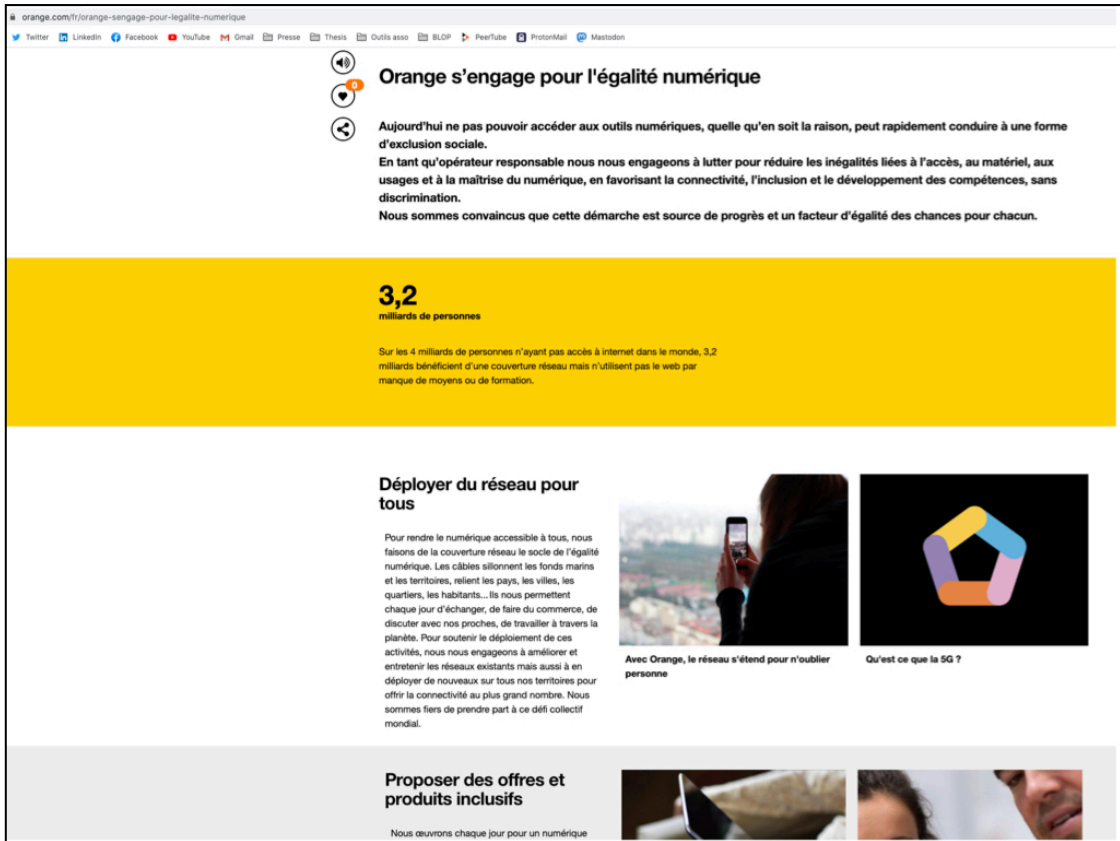 orange.com/fr/orange-sengage-pour-legalite-numerique
Twitter Linkedin Facebook YouTube Gmail Presse Thesis Outils asso BLOP PeerTube ProtonMail Mastodon
0
Orange s’engage pour l'égalité numérique
Aujourd’hui ne pas pouvoir accéder aux outils numériques, quelle qu’en soit la raison, peut rapidement conduire à une forme
d’exclusion sociale.
En tant qu’opérateur responsable nous nous engageons à lutter pour réduire les inégalités liées à l’accès, au matériel, aux
usages et à la maîtrise du numérique, en favorisant la connectivité, l’inclusion et le développement des compétences, sans
discrimination.
Nous sommes convaincus que cette démarche est source de progrès et un facteur d’égalité des chances pour chacun.
3,2
milliards de personnes
Sur les 4 milliards de personnes n’ayant pas accès à internet dans le monde, 3,2
milliards bénéficient d’une couverture réseau mais n’utilisent pas le web par
manque de moyens ou de formation.
Déployer du réseau pour
tous
Pour rendre le numérique accessible à tous, nous
faisons de la couverture réseau le socle de l’égalité
numérique. Les câbles sillonnent les fonds marins
et les territoires, relient les pays, les villes, les
quartiers, les habitants... Ils nous permettent
chaque jour d’échanger, de faire du commerce, de
discuter avec nos proches, de travailler à travers la
planète. Pour soutenir le déploiement de ces
activités, nous nous engageons à améliorer et
entretenir les réseaux existants mais aussi à en
déployer de nouveaux sur tous nos territoires pour
offrir la connectivité au plus grand nombre. Nous
sommes fiers de prendre part à ce défi collectif
mondial.
Avec Orange, le réseau s'étend pour n'oublier
personne
Qu'est ce que la 5G ?
Proposer des offres et
produits inclusifs
Nous œuvrons chaque jour pour un numérique